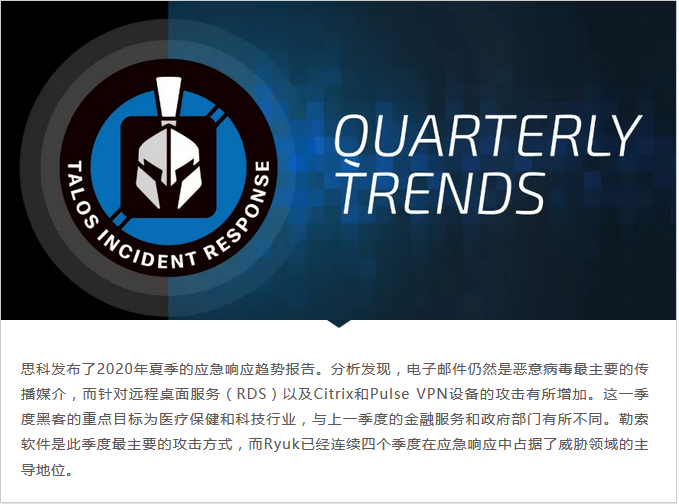 TALOS INCIDENT RESPONSE
QUARTERLY
TRENDS
思科发布了2020年夏季的应急响应趋势报告。分析发现，电子邮件仍然是恶意病毒最主要的传
播媒介，而针对远程桌面服务（RDS）以及Citrix和Pulse VPN设备的攻击有所增加。这一季
度黑客的重点目标为医疗保健和科技行业，与上一季度的金融服务和政府部门有所不同。勒索
软件是此季度最主要的攻击方式，而Ryuk已经连续四个季度在应急响应中占据了威胁领域的主
导地位。